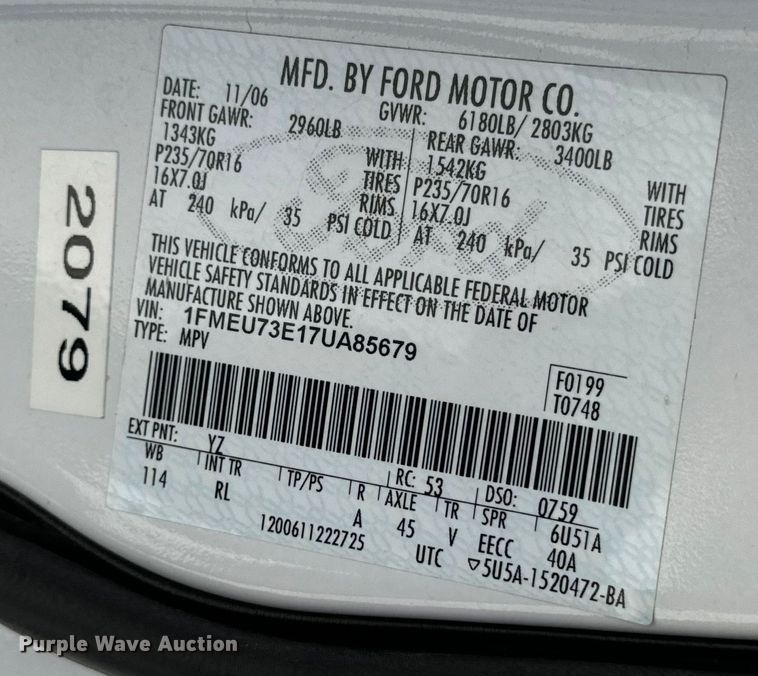 MFD. BY FORD MOTOR CO.
DATE: 11/06 GVWR: 6180LB/ 2803KG
FRONT GAWR: 2960LB REAR GAWR: 3400LB
1343KG WITH 1542KG WITH
P235/70R16 TIRES P235/70R16 TIRES
16X7.0J RIMS 16X7.0J RIMS
AT 240 kPa/ 35 PSI COLD AT 240 kPa/ 35 PSI COLD
THIS VEHICLE CONFORMS TO ALL APPLICABLE FEDERAL MOTOR
VEHICLE SAFETY STANDARDS IN EFFECT ON THE DATE OF
MANUFACTURE SHOWN ABOVE.
VIN: 1FMEU73E17UA85679
TYPE: MPV
F0199
T0748
EXT PNT: YZ RC: 53 DSO: 0759
WB INT TR TP/PS R AXLE TR SPR 6U51A
114 RL A 45 V EECC 40A
1200611222725 UTC ▽5U5A-1520472-BA
Ford
2079
Purple Wave Auction